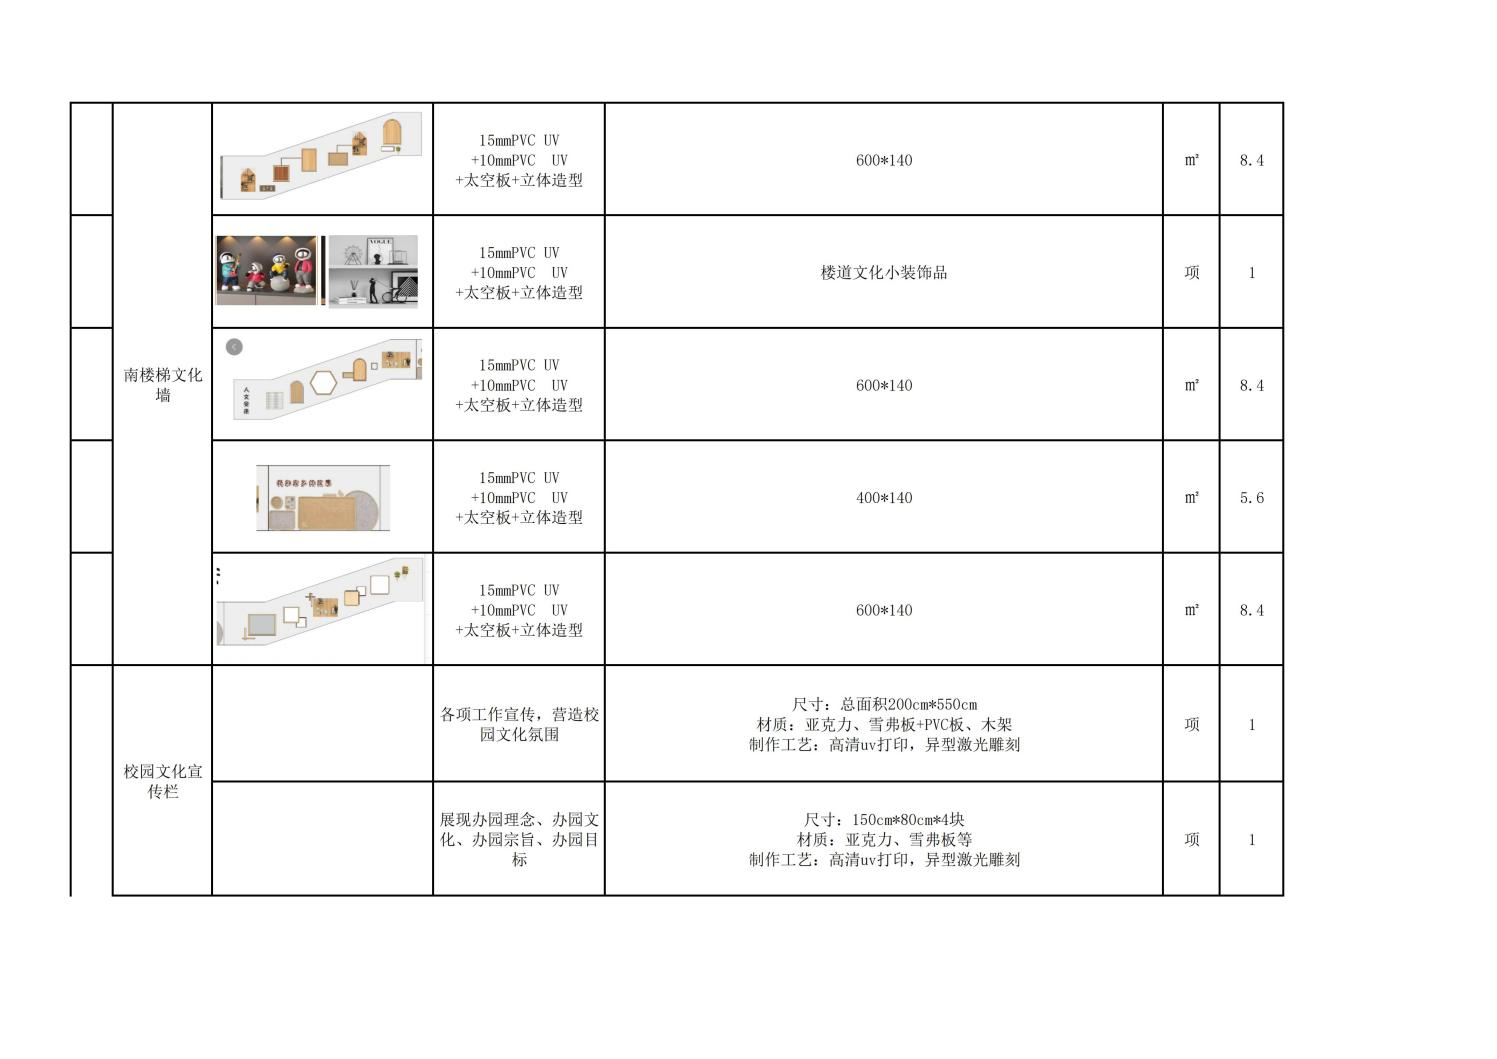 15mmPVC UV
+10mmPVC  UV
+太空板+立体造型
600*140
㎡
8.4
VOGUE
15mmPVC UV
+10mmPVC  UV
+太空板+立体造型
楼道文化小装饰品
项
1
南楼梯文化
墙
15mmPVC UV
+10mmPVC  UV
+太空板+立体造型
600*140
㎡
8.4
15mmPVC UV
+10mmPVC  UV
+太空板+立体造型
400*140
㎡
5.6
15mmPVC UV
+10mmPVC  UV
+太空板+立体造型
600*140
㎡
8.4
校园文化宣
传栏
各项工作宣传，营造校
园文化氛围
尺寸：总面积200cm*550cm
材质：亚克力、雪弗板+PVC板、木架
制作工艺：高清uv打印，异型激光雕刻
项
1
展现办园理念、办园文
化、办园宗旨、办园目
标
尺寸：150cm*80cm*4块
材质：亚克力、雪弗板等
制作工艺：高清uv打印，异型激光雕刻
项
1